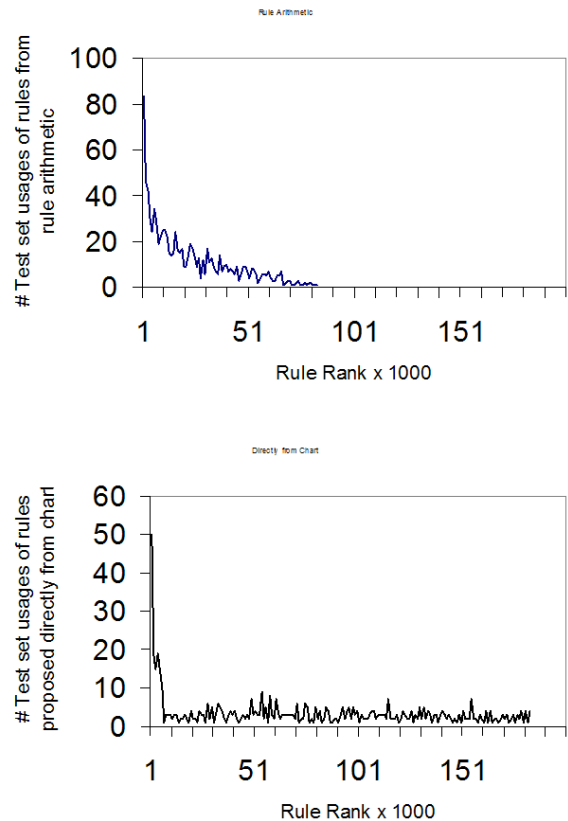 Rule Arithmetic
# Test set usages of rules from
rule arithmetic
100
80
60
40
20
0
1 51 101 151
Rule Rank x 1000
Directly from Chart
# Test set usages of rules
proposed directly from chart
60
50
40
30
20
10
0
1 51 101 151
Rule Rank x 1000